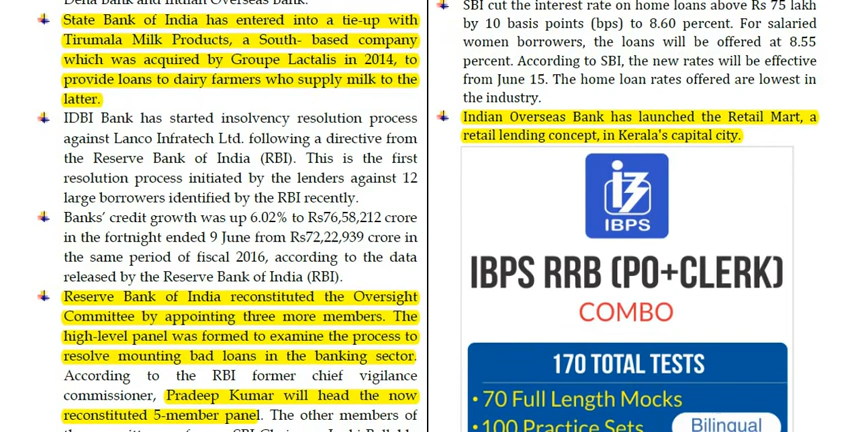 Dena Bank and Indian Overseas Bank.
State Bank of India has entered into a tie-up with
Tirumala Milk Products, a South- based company
which was acquired by Groupe Lactalis in 2014, to
provide loans to dairy farmers who supply milk to the
latter.
IDBI Bank has started insolvency resolution process
against Lanco Infratech Ltd. following a directive from
the Reserve Bank of India (RBI). This is the first
resolution process initiated by the lenders against 12
large borrowers identified by the RBI recently.
Banks' credit growth was up 6.02% to Rs76,58,212 crore
in the fortnight ended 9 June from Rs72,22,939 crore in
the same period of fiscal 2016, according to the data
released by the Reserve Bank of India (RBI).
Reserve Bank of India reconstituted the Oversight
Committee by appointing three more members. The
high-level panel was formed to examine the process to
resolve mounting bad loans in the banking sector.
According to the RBI former chief vigilance
commissioner, Pradeep Kumar will head the now
reconstituted 5-member panel. The other members of
SBI cut the interest rate on home loans above Rs 75 lakh
by 10 basis points (bps) to 8.60 percent. For salaried
women borrowers, the loans will be offered at 8.55
percent. According to SBI, the new rates will be effective
from June 15. The home loan rates offered are lowest in
the industry.
Indian Overseas Bank has launched the Retail Mart, a
retail lending concept, in Kerala's capital city.
IBPS
IBPS RRB (PO+CLERK)
COMBO
170 TOTAL TESTS
• 70 Full Length Mocks
• 100 Practice Sets
Bilingual